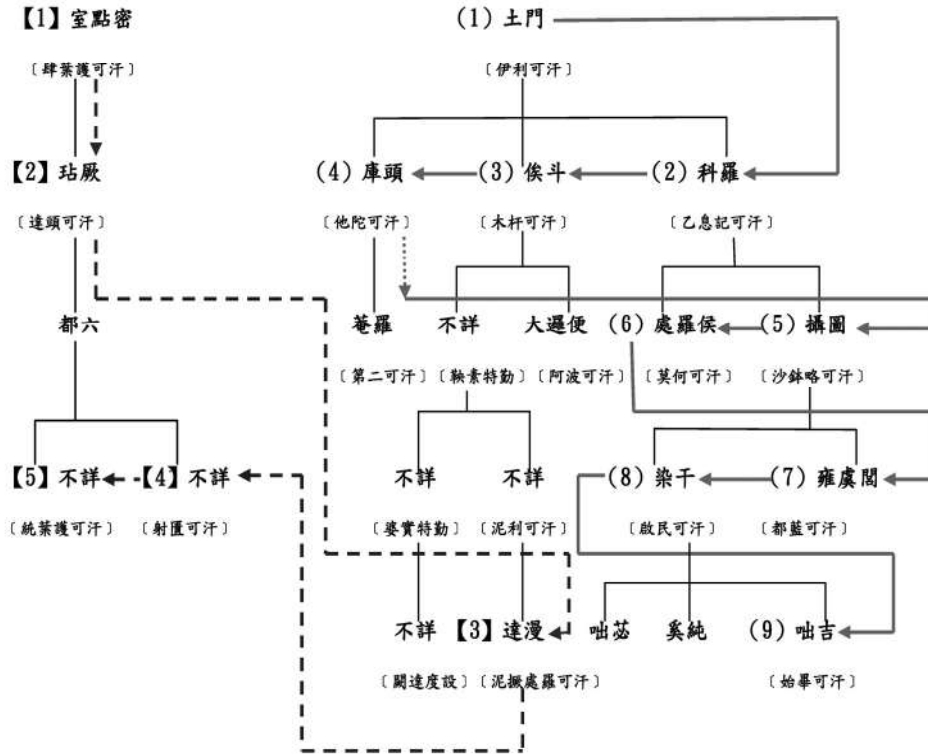 【1】室點密 (1)土門
〔肆葉護可汗〕 〔伊利可汗〕
【2】玷厥 (4)庫頭 (3)俟斗 (2)科羅
〔達頭可汗〕 〔他陀可汗〕 〔木杆可汗〕 〔乙息記可汗〕
都六 菴羅 不詳 大邏便 (6)處羅侯 (5)攝圖
〔第二可汗〕 〔鞅素特勤〕 〔阿波可汗〕 〔莫何可汗〕 〔沙鉢略可汗〕
【5】不詳 【4】不詳 不詳 不詳 (8)染干 (7)雍虞閭
〔統葉護可汗〕 〔射匱可汗〕 〔婆實特勤〕 〔泥利可汗〕 〔啟民可汗〕 〔都藍可汗〕
不詳 【3】達漫 咄苾 奚純 (9)咄吉
〔闕達度設〕 〔泥撅處羅可汗〕 〔始畢可汗〕